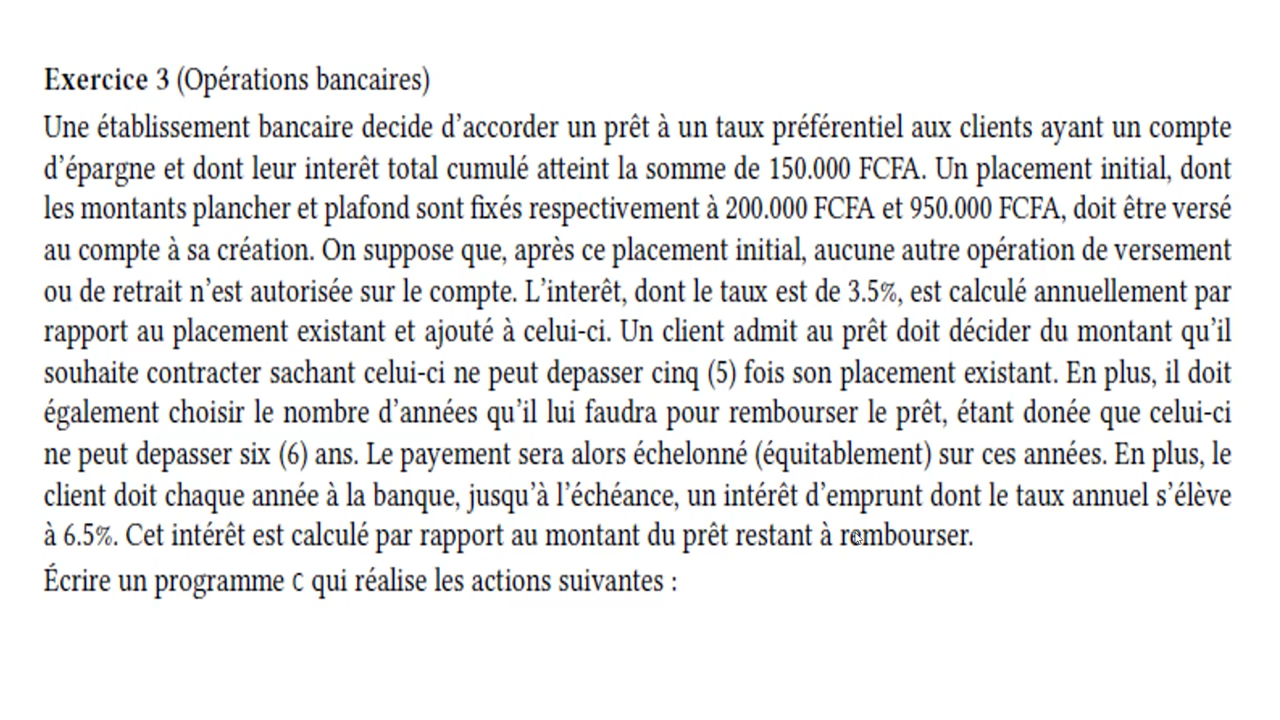 Exercice 3 (Opérations bancaires)
Une établissement bancaire decide d'accorder un prêt à un taux préférentiel aux clients ayant un compte
d'épargne et dont leur interêt total cumulé atteint la somme de 150.000 FCFA. Un placement initial, dont
les montants plancher et plafond sont fixés respectivement à 200.000 FCFA et 950.000 FCFA, doit être versé
au compte à sa création. On suppose que, après ce placement initial, aucune autre opération de versement
ou de retrait n'est autorisée sur le compte. L'interêt, dont le taux est de 3.5%, est calculé annuellement par
rapport au placement existant et ajouté à celui-ci. Un client admit au prêt doit décider du montant qu'il
souhaite contracter sachant celui-ci ne peut depasser cinq (5) fois son placement existant. En plus, il doit
également choisir le nombre d'années qu'il lui faudra pour rembourser le prêt, étant donée que celui-ci
ne peut depasser six (6) ans. Le payement sera alors échelonné (équitablement) sur ces années. En plus, le
client doit chaque année à la banque, jusqu'à l'échéance, un intérêt d'emprunt dont le taux annuel s'élève
à 6.5%. Cet intérêt est calculé par rapport au montant du prêt restant à rembourser.
Écrire un programme C qui réalise les actions suivantes :